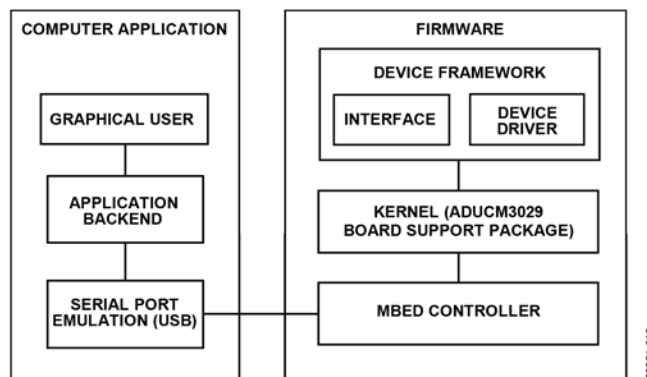 COMPUTER APPLICATION
GRAPHICAL USER
APPLICATION
BACKEND
SERIAL PORT
EMULATION (USB)
FIRMWARE
DEVICE FRAMEWORK
INTERFACE
DEVICE
DRIVER
KERNEL (ADUCM3029
BOARD SUPPORT PACKAGE)
MBED CONTROLLER